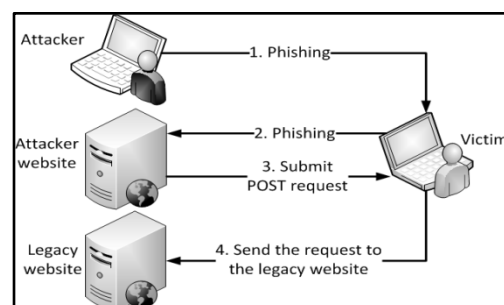 Attacker
1. Phishing
Attacker
website
2. Phishing
3. Submit
POST request
Victim
Legacy
website
4. Send the request to
the legacy website